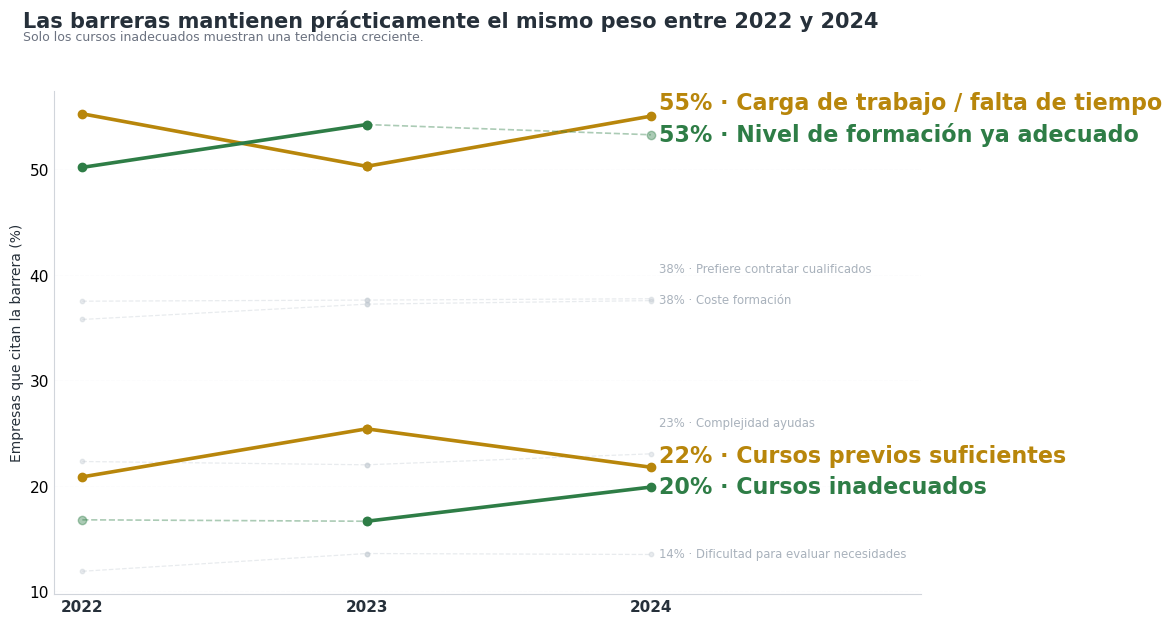 Las barreras mantienen prácticamente el mismo peso entre 2022 y 2024
Solo los cursos inadecuados muestran una tendencia creciente.
55% · Carga de trabajo / falta de tiempo
53% · Nivel de formación ya adecuado
50
38% · Prefiere contratar cualificados
40
38% · Coste formación
Empresas que citan la barrera (%)
30
23% · Complejidad ayudas
22% · Cursos previos suficientes
20
20% · Cursos inadecuados
14% · Dificultad para evaluar necesidades
10
2022 2023 2024